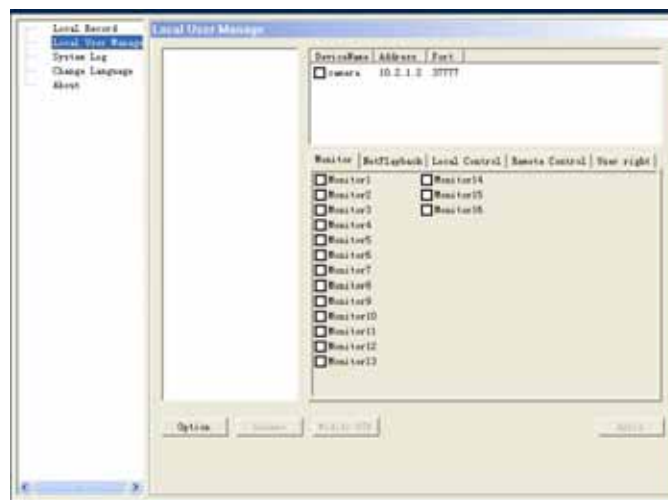 Local Record
Local User Manage
System Log
Change Language
About
Local User Manage
DeviceName Address Port
camera 10.2.1.2 37777
Monitor NetPlayback Local Control Remote Control User right
Monitor1 Monitor14
Monitor2 Monitor15
Monitor3 Monitor16
Monitor4
Monitor5
Monitor6
Monitor7
Monitor8
Monitor9
Monitor10
Monitor11
Monitor12
Monitor13
Option